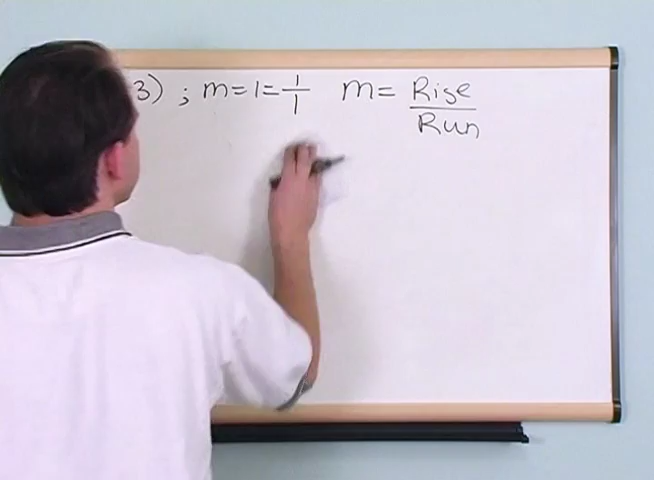 3) ; m=1=1/1 m= Rise/Run